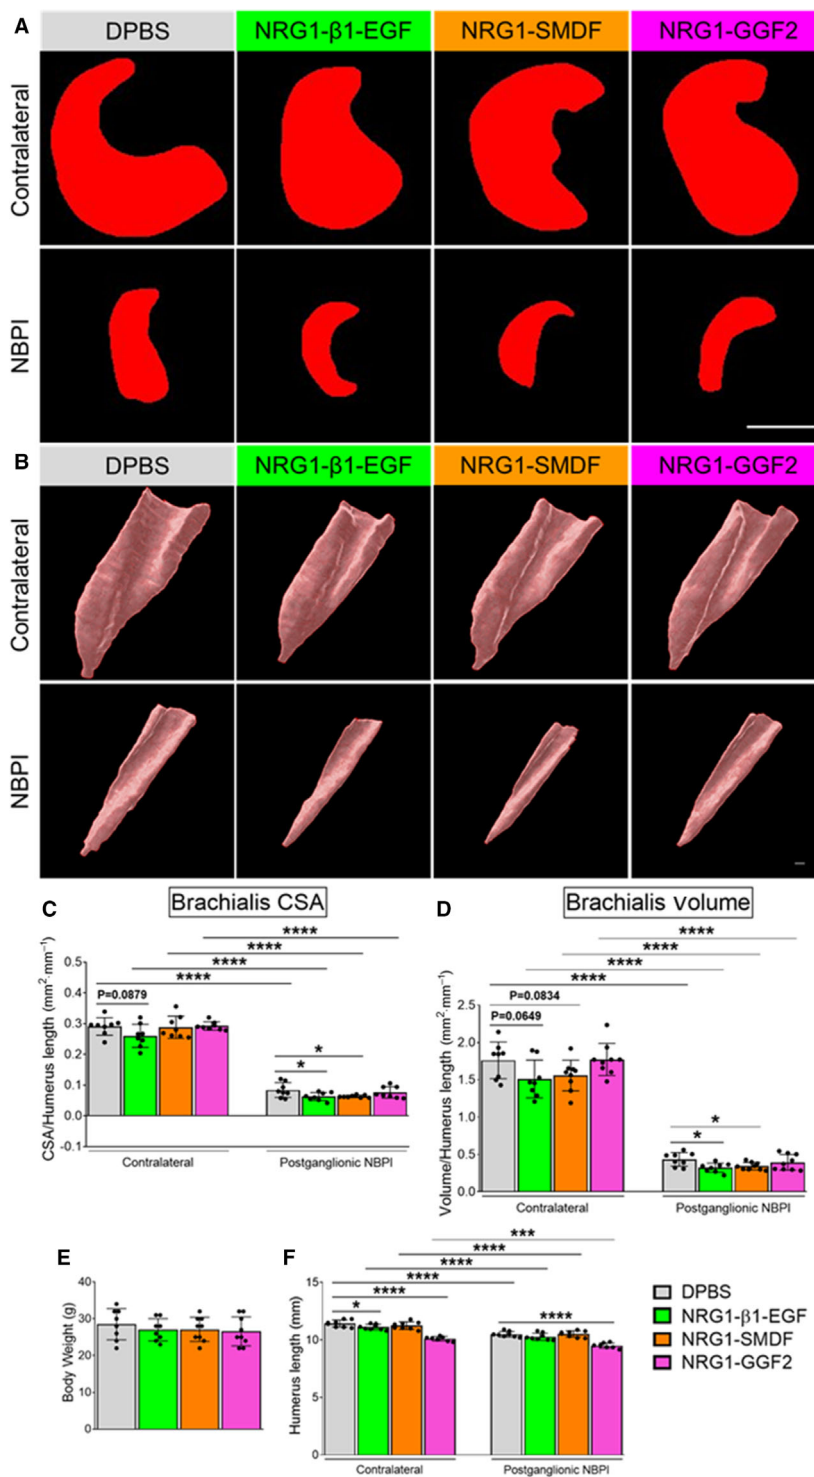 A
DPBS
NRG1-β1-EGF
NRG1-SMDF
NRG1-GGF2
Contralateral
NBPI
B
DPBS
NRG1-β1-EGF
NRG1-SMDF
NRG1-GGF2
Contralateral
NBPI
C
Brachialis CSA
****
****
****
****
P=0.0879
*
*
CSA/Humerus length (mm²·mm⁻¹)
0.5
0.4
0.3
0.2
0.1
0.0
-0.1
Contralateral
Postganglionic NBPI
D
Brachialis volume
****
****
****
****
P=0.0834
P=0.0649
*
*
Volume/Humerus length (mm²·mm⁻¹)
2.5
2.0
1.5
1.0
0.5
0.0
Contralateral
Postganglionic NBPI
E
Body Weight (g)
40
30
20
10
0
F
***
****
****
****
****
*
****
Humerus length (mm)
15
10
5
0
Contralateral
Postganglionic NBPI
DPBS
NRG1-β1-EGF
NRG1-SMDF
NRG1-GGF2